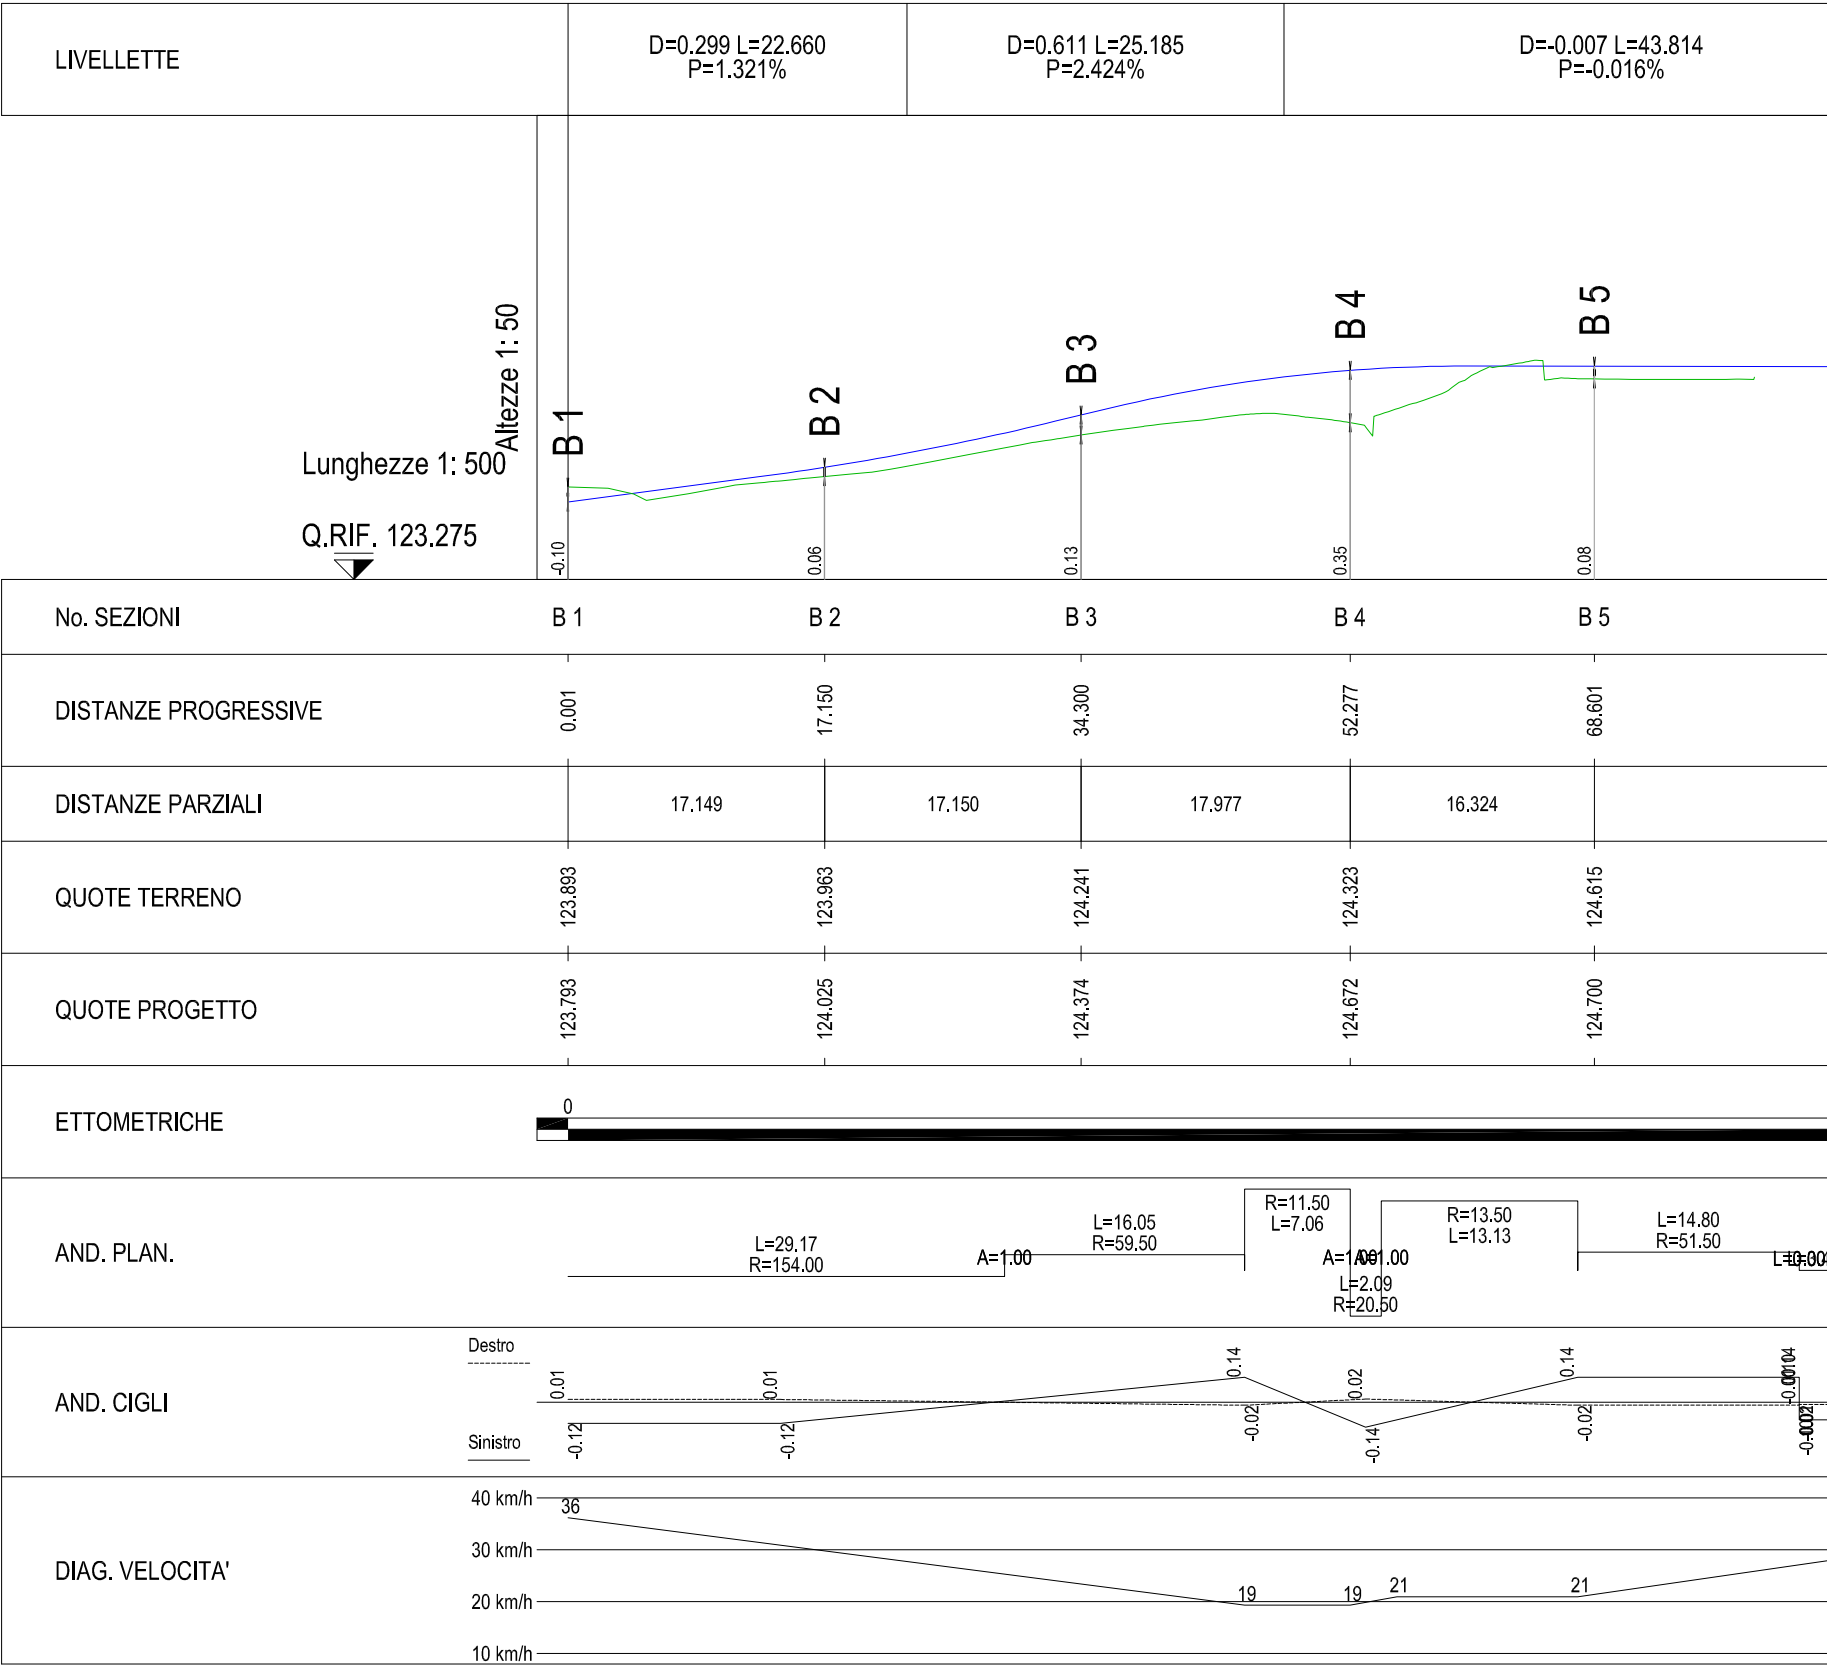 LIVELLETTE
D=0.299 L=22.660
P=1.321%
D=0.611 L=25.185
P=2.424%
D=-0.007 L=43.814
P=-0.016%
Altezze 1: 50
Lunghezze 1: 500
Q.RIF. 123.275
B 1
B 2
B 3
B 4
B 5
-0.10
0.06
0.13
0.35
0.08
No. SEZIONI
B 1
B 2
B 3
B 4
B 5
DISTANZE PROGRESSIVE
0.001
17.150
34.300
52.277
68.601
DISTANZE PARZIALI
17.149
17.150
17.977
16.324
QUOTE TERRENO
123.893
123.963
124.241
124.323
124.615
QUOTE PROGETTO
123.793
124.025
124.374
124.672
124.700
ETTOMETRICHE
0
AND. PLAN.
L=29.17
R=154.00
A=1.00
L=16.05
R=59.50
R=11.50
L=7.06
A=1.00
A=1.00
L=2.09
R=20.50
R=13.50
L=13.13
L=14.80
R=51.50
AND. CIGLI
Destro
Sinistro
0.01
0.01
0.14
0.02
0.14
-0.12
-0.12
-0.02
-0.14
-0.02
DIAG. VELOCITA'
40 km/h
30 km/h
20 km/h
10 km/h
36
19
19
21
21